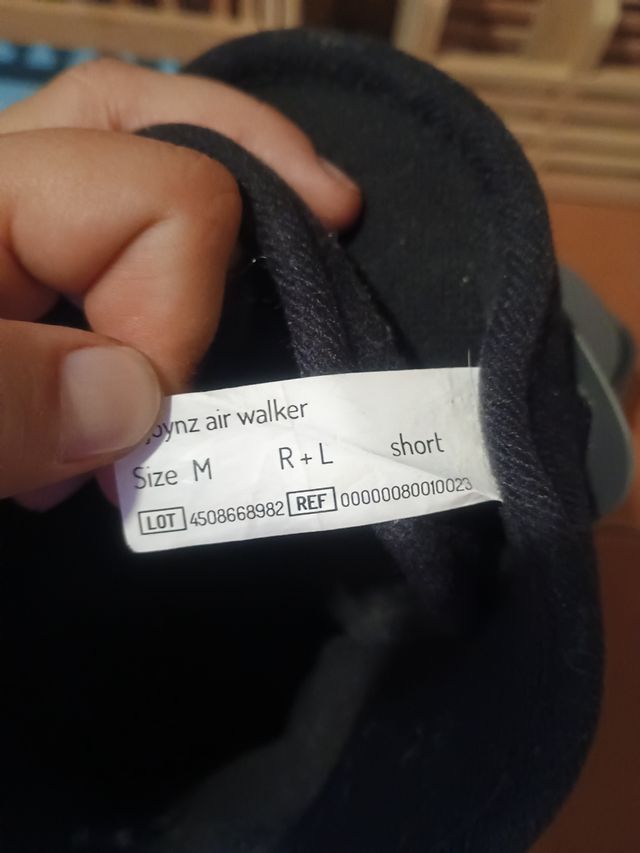 air walker
Size M R + L short
LOT 4508668982 REF 00000080010023